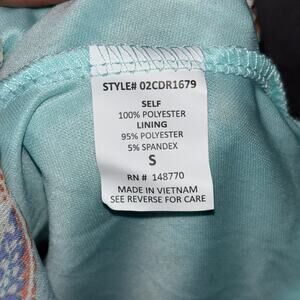 STYLE# 02CDR1679
SELF
100% POLYESTER
LINING
95% POLYESTER
5% SPANDEX
S
RN # 148770
MADE IN VIETNAM
SEE REVERSE FOR CARE